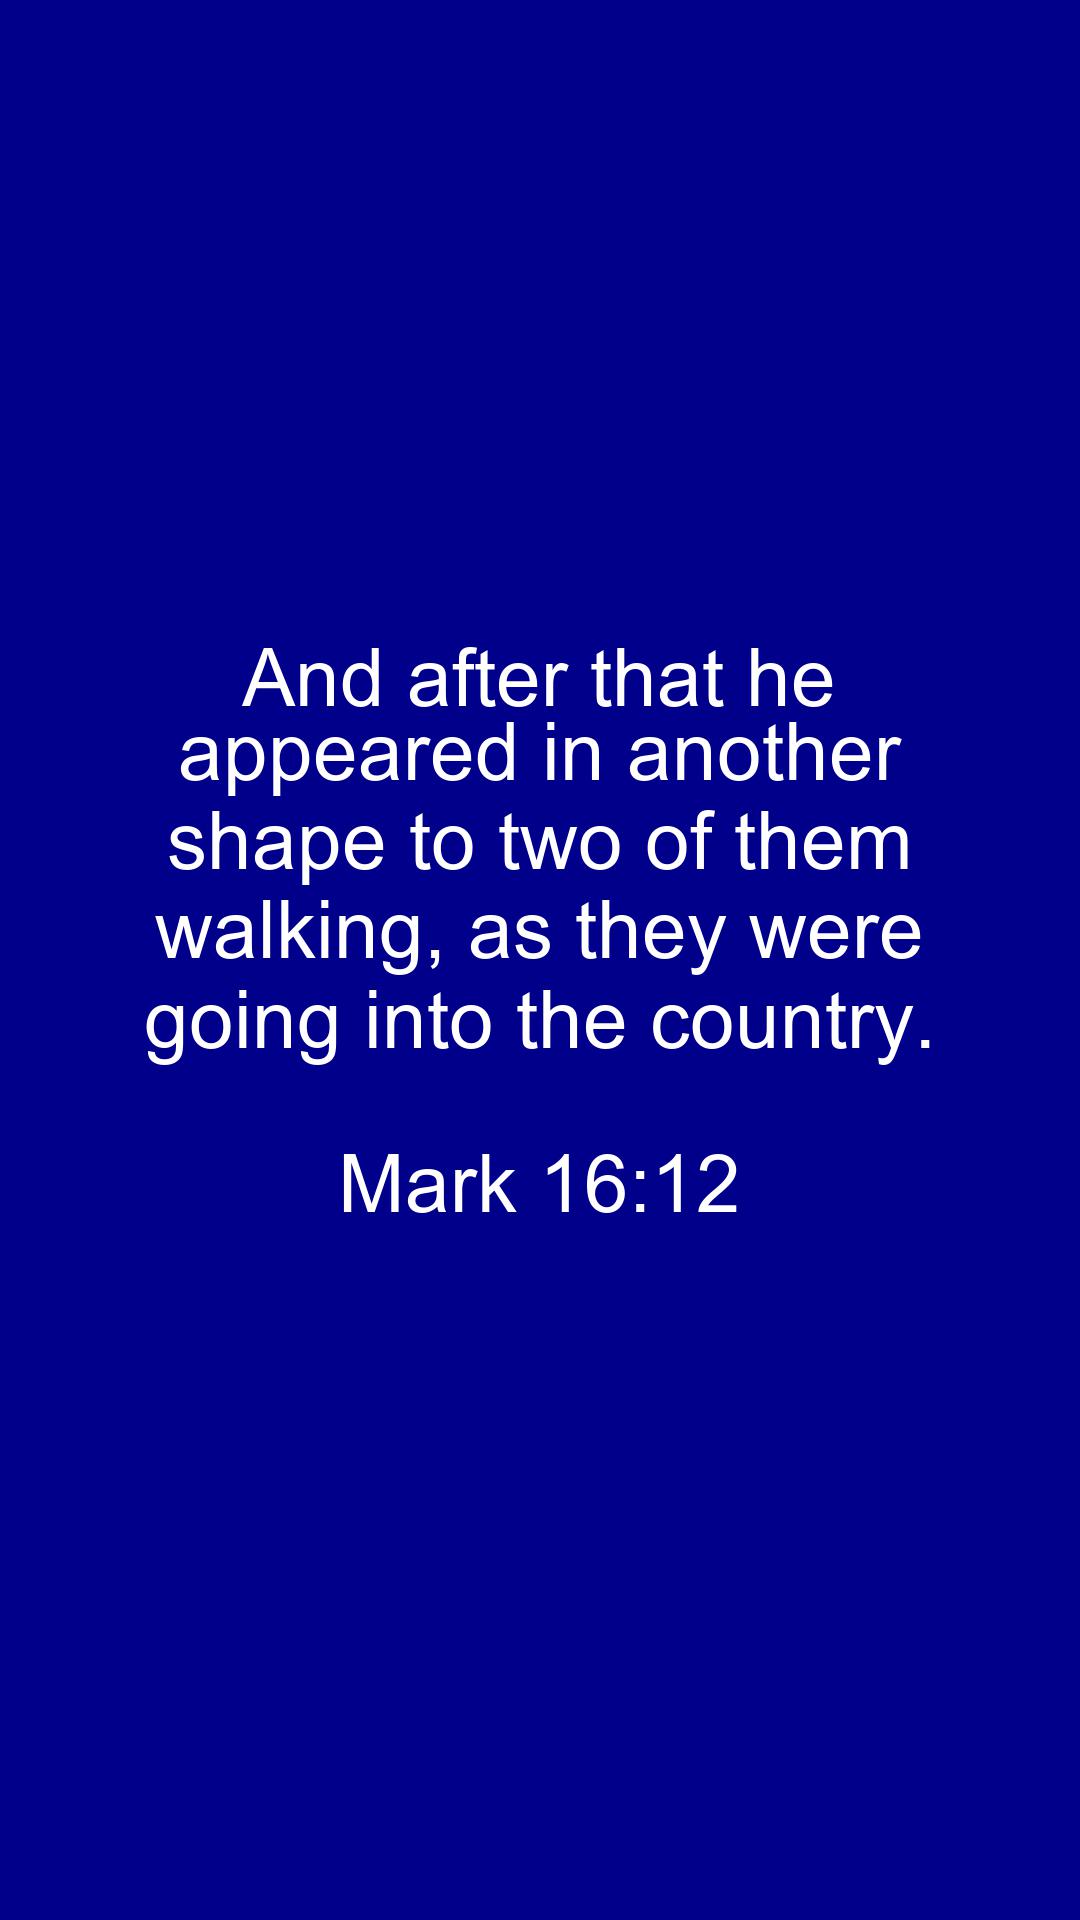 And after that he
appeared in another
shape to two of them
walking, as they were
going into the country.
Mark 16:12